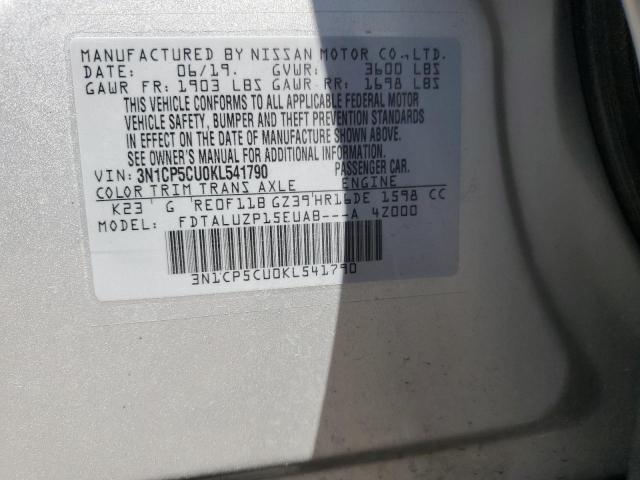 MANUFACTURED BY NISSAN MOTOR CO.,LTD.
DATE: 06/19. GVWR: 3600 LBS
GAWR FR: 1903 LBS GAWR RR: 1698 LBS
THIS VEHICLE CONFORMS TO ALL APPLICABLE FEDERAL MOTOR
VEHICLE SAFETY, BUMPER AND THEFT PREVENTION STANDARDS
IN EFFECT ON THE DATE OF MANUFACTURE SHOWN ABOVE.
SEE OWNER'S MANUAL FOR ADDITIONAL INFORMATION.
VIN: 3N1CP5CU0KL541790 PASSENGER CAR.
COLOR TRIM TRANS AXLE ENGINE
K23 G RE0F11B GZ39 HR16DE 1598 CC
MODEL: FDTALUZP15EUAB---A 4Z000
3N1CP5CU0KL541790